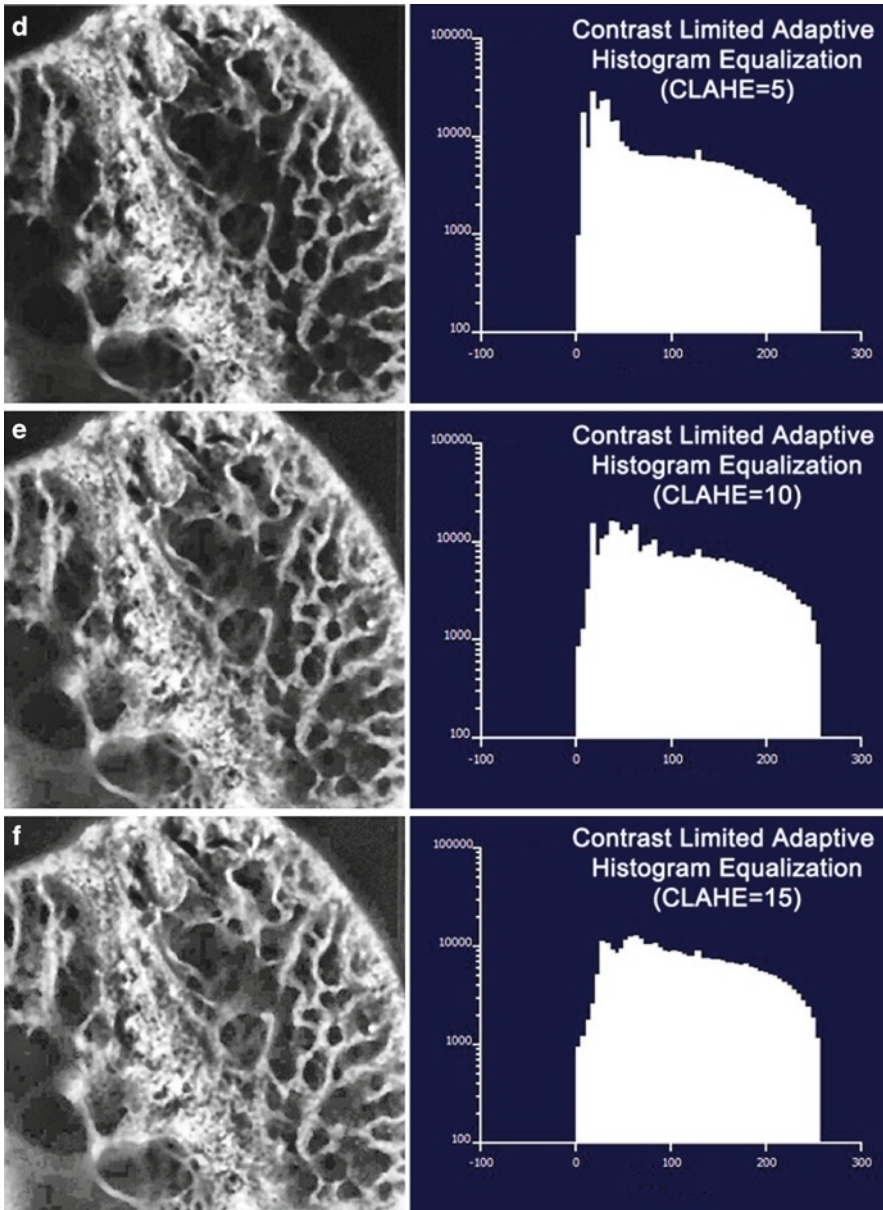 d
Contrast Limited Adaptive
Histogram Equalization
(CLAHE=5)
100000
10000
1000
100
-100 0 100 200 300
e
Contrast Limited Adaptive
Histogram Equalization
(CLAHE=10)
100000
10000
1000
100
-100 0 100 200 300
f
Contrast Limited Adaptive
Histogram Equalization
(CLAHE=15)
100000
10000
1000
100
-100 0 100 200 300